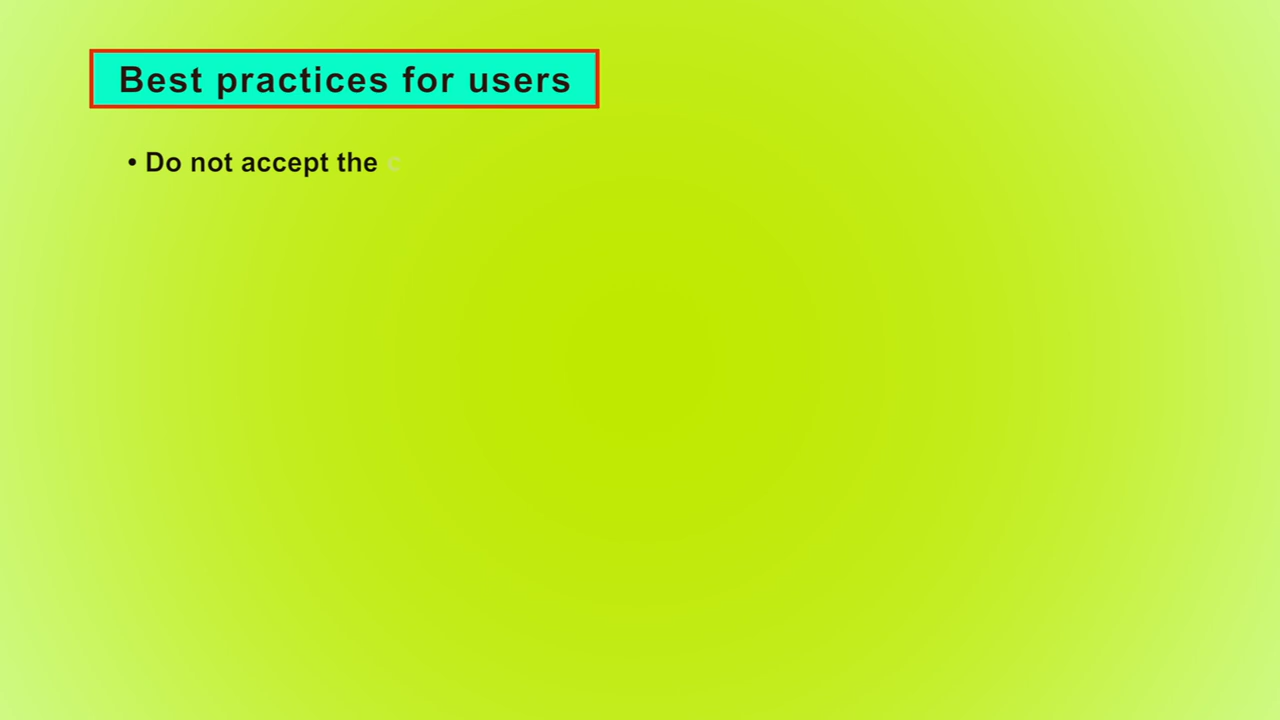 Best practices for users
• Do not accept the c